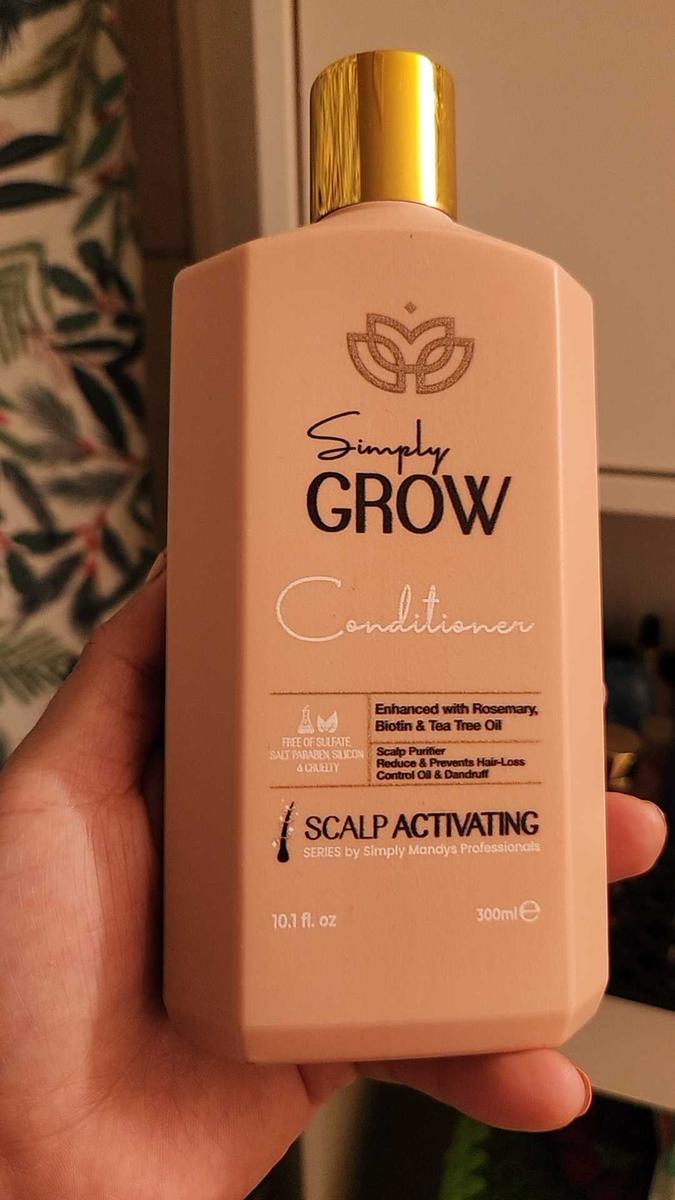 Simply
GROW
Conditioner
FREE OF SULFATE,
SALT PARABEN, SILICON
& CRUELTY
Enhanced with Rosemary,
Biotin & Tea Tree Oil
Scalp Purifier
Reduce & Prevents Hair-Loss
Control Oil & Dandruff
SCALP ACTIVATING
SERIES by Simply Mandys Professionals
10.1 fl. oz
300ml ℮